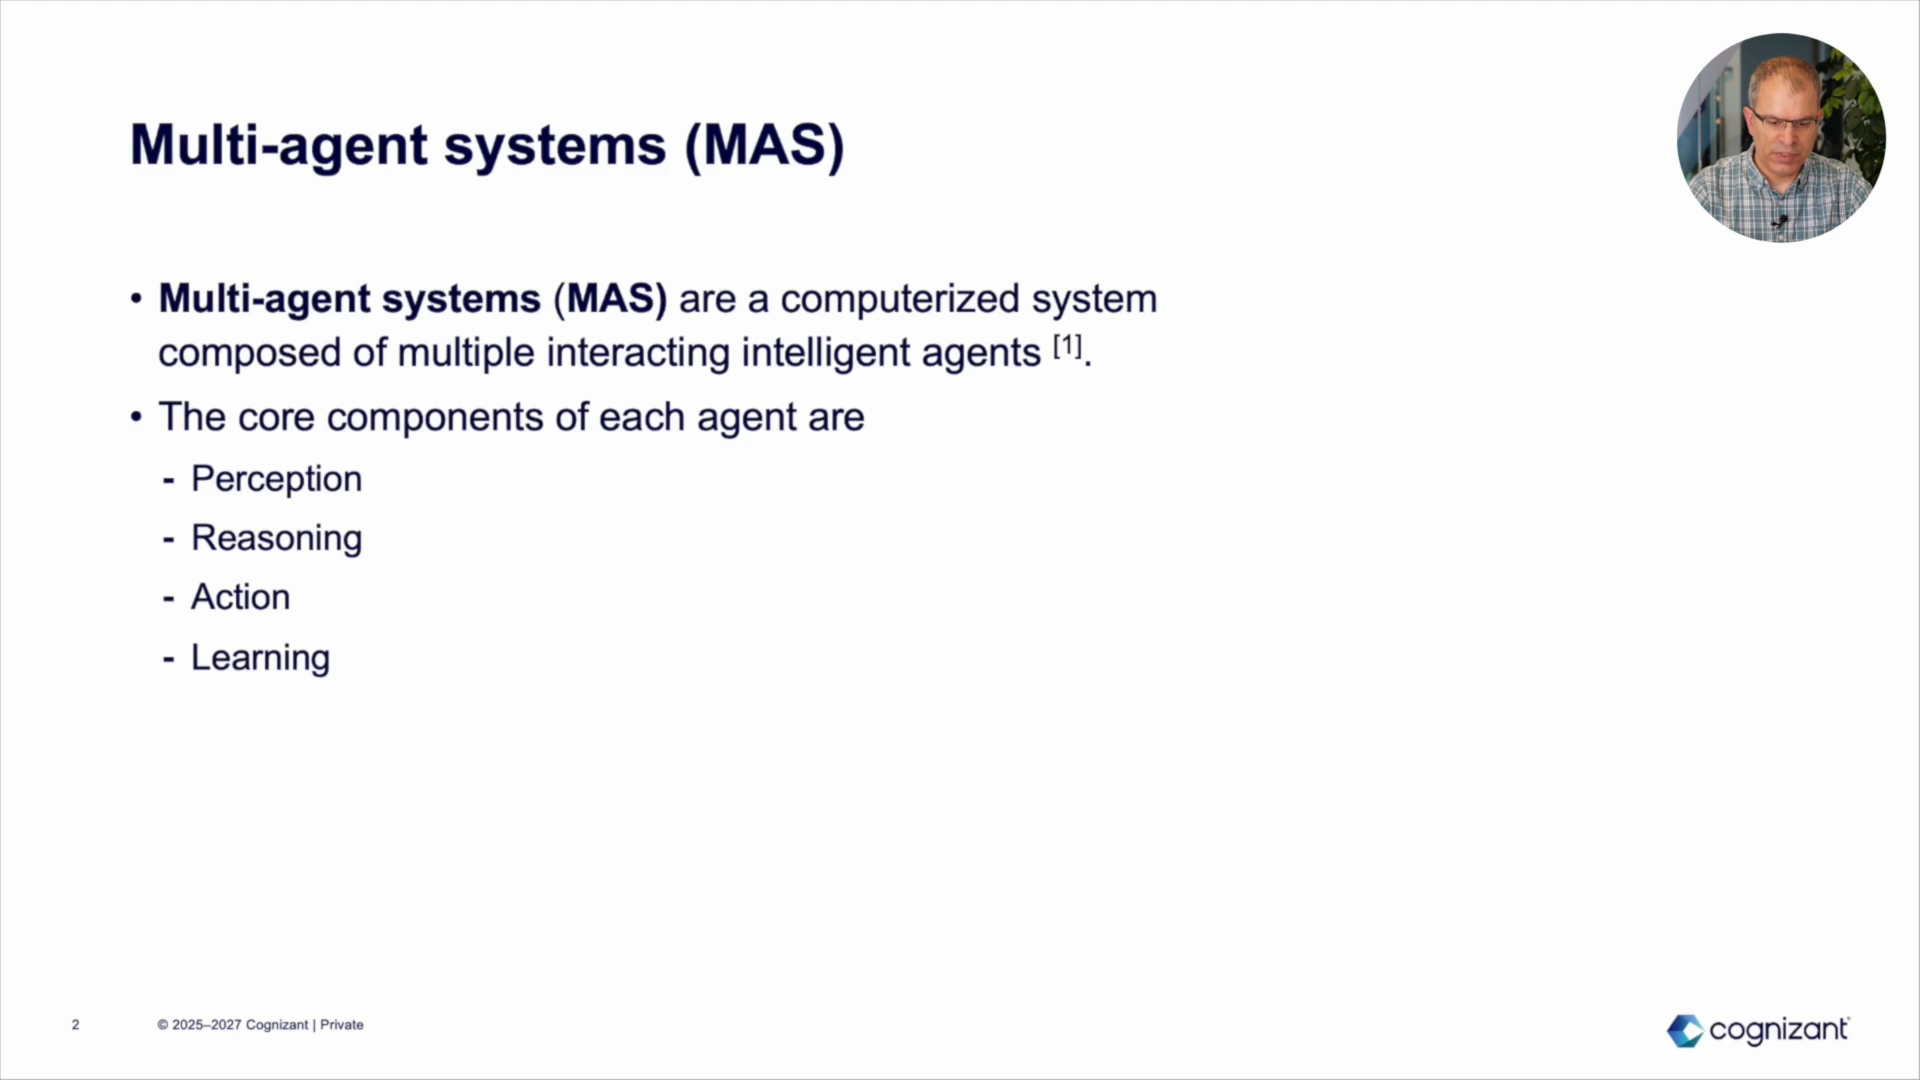 Multi-agent systems (MAS)
• Multi-agent systems (MAS) are a computerized system
composed of multiple interacting intelligent agents [1].
• The core components of each agent are
- Perception
- Reasoning
- Action
- Learning
2
© 2025–2027 Cognizant | Private
cognizant